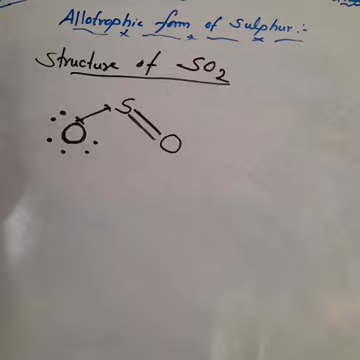 Allotrophic form of Sulphur:-
Structure of SO2
S
O
O